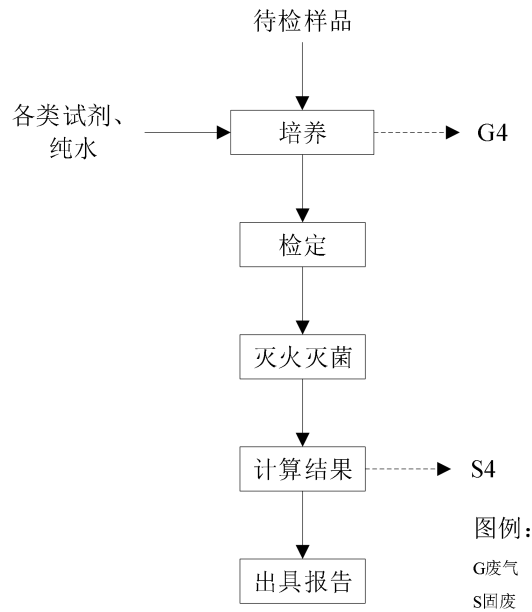 待检样品
各类试剂、
纯水
培养
G4
检定
灭火灭菌
计算结果
S4
图例：
G废气
出具报告
S固废